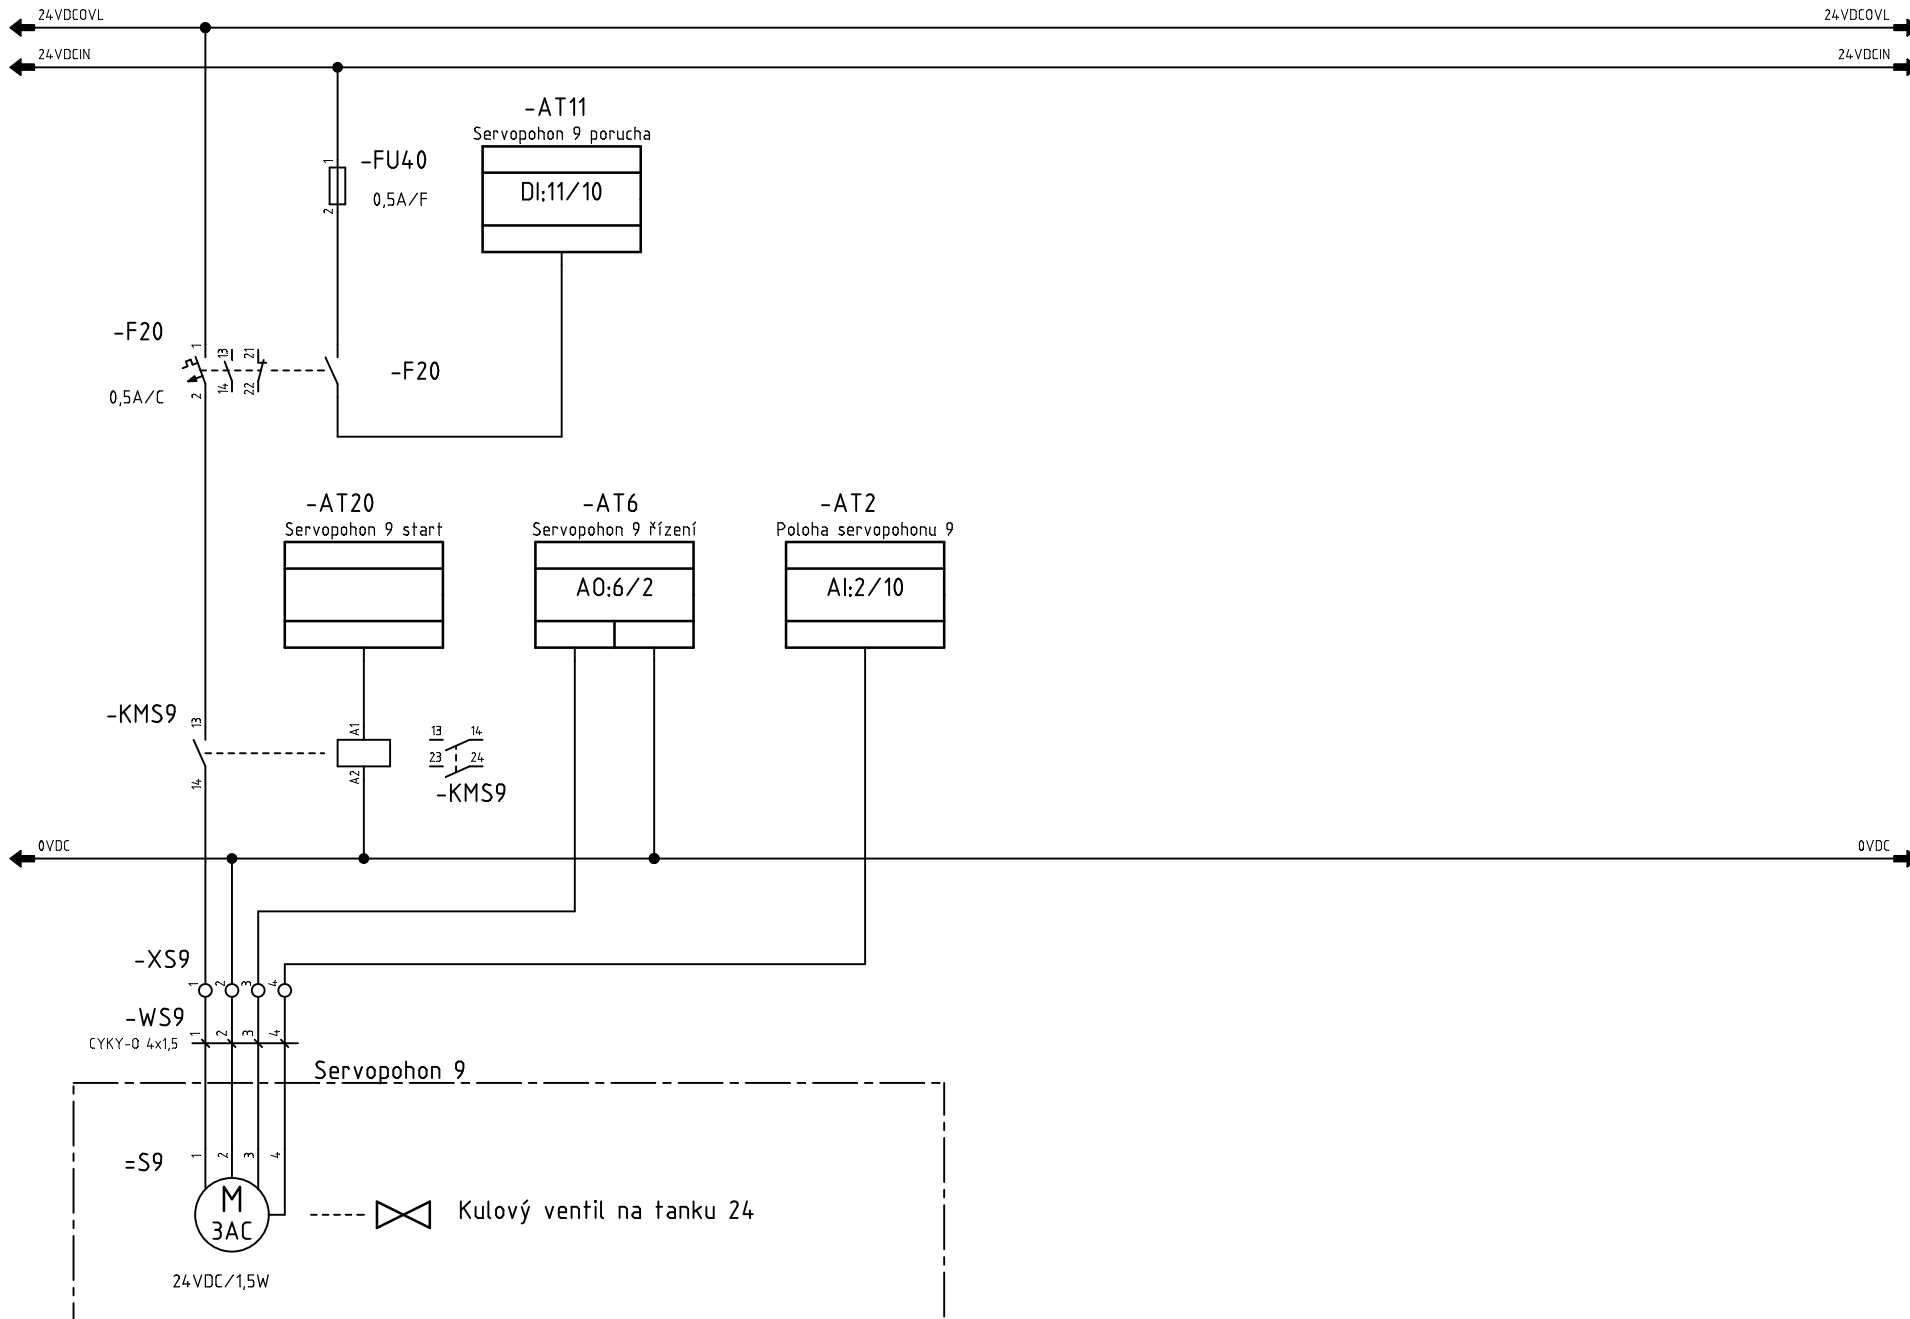 24VDCOVL
24VDCOVL
24VDCIN
24VDCIN
-AT11
Servopohon 9 porucha
DI:11/10
1
-FU40
0,5A/F
2
-F20
1
13
21
-F20
0,5A/C
2
14
22
-AT20
Servopohon 9 start
-AT6
Servopohon 9 řízení
AO:6/2
-AT2
Poloha servopohonu 9
AI:2/10
-KMS9
13
14
A1
A2
13
14
23
24
-KMS9
0VDC
0VDC
-XS9
1
2
3
4
-WS9
1
2
3
4
CYKY-O 4x1,5
Servopohon 9
=S9
1
2
3
4
M
3AC
Kulový ventil na tanku 24
24VDC/1,5W